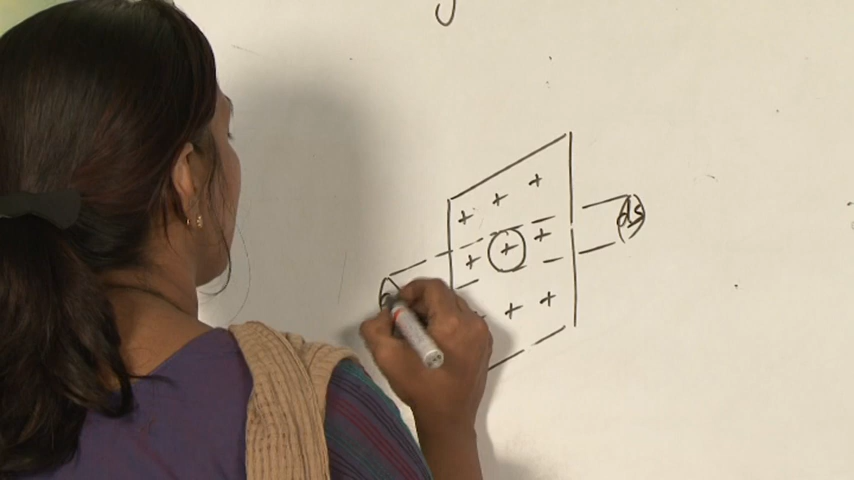 + + +
+ + +
+ +
ds